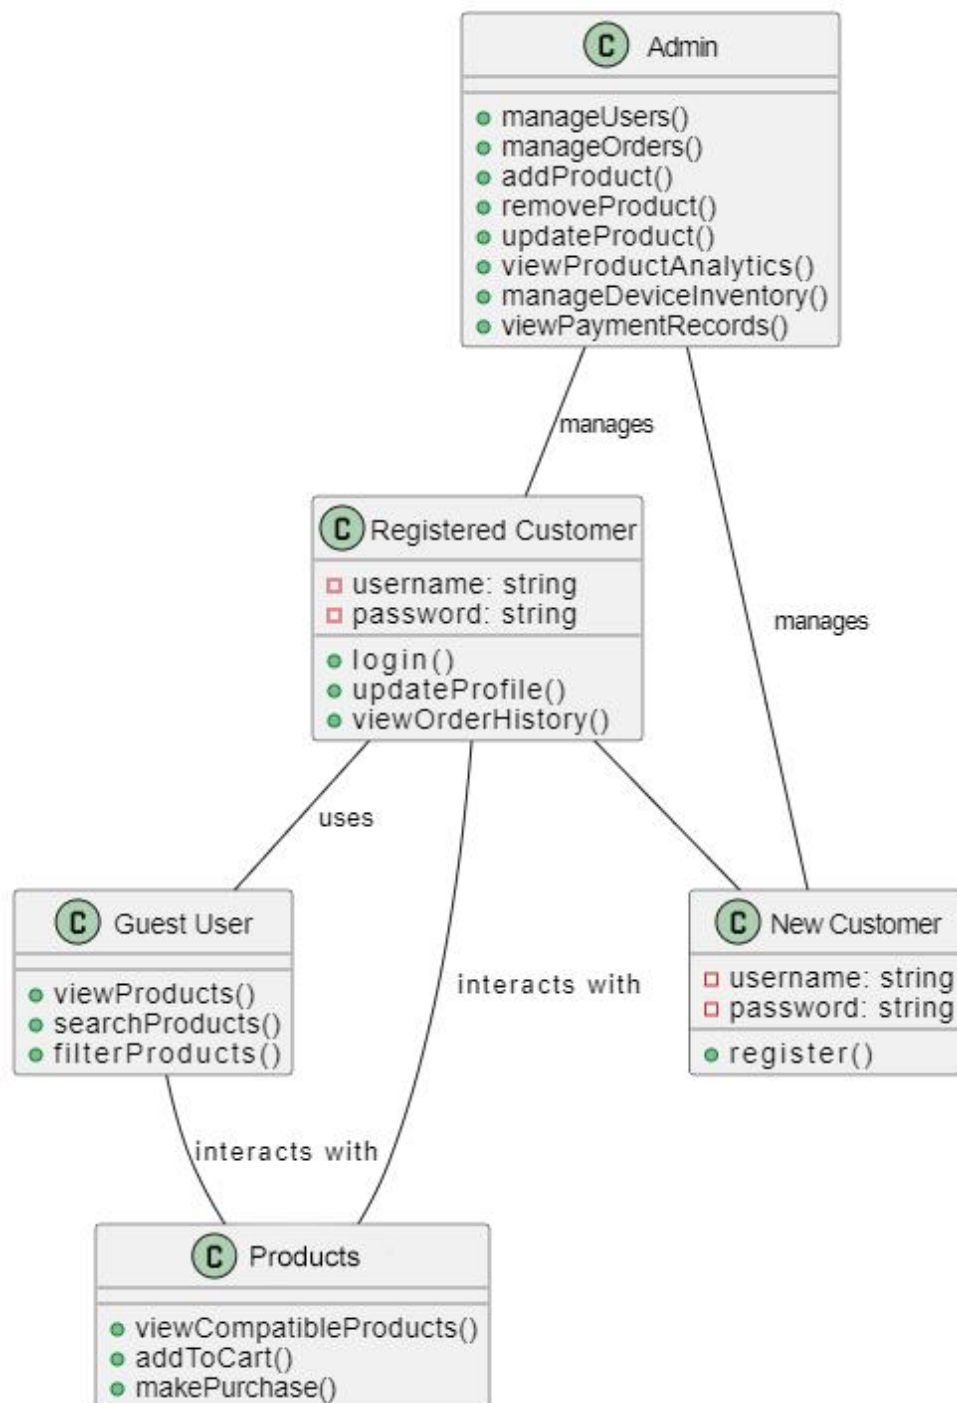 C Admin
manageUsers()
manageOrders()
addProduct()
removeProduct()
updateProduct()
viewProductAnalytics()
manageDeviceInventory()
viewPaymentRecords()
manages
manages
C Registered Customer
username: string
password: string
login()
updateProfile()
viewOrderHistory()
uses
interacts with
C Guest User
viewProducts()
searchProducts()
filterProducts()
C New Customer
username: string
password: string
register()
interacts with
C Products
viewCompatibleProducts()
addToCart()
makePurchase()